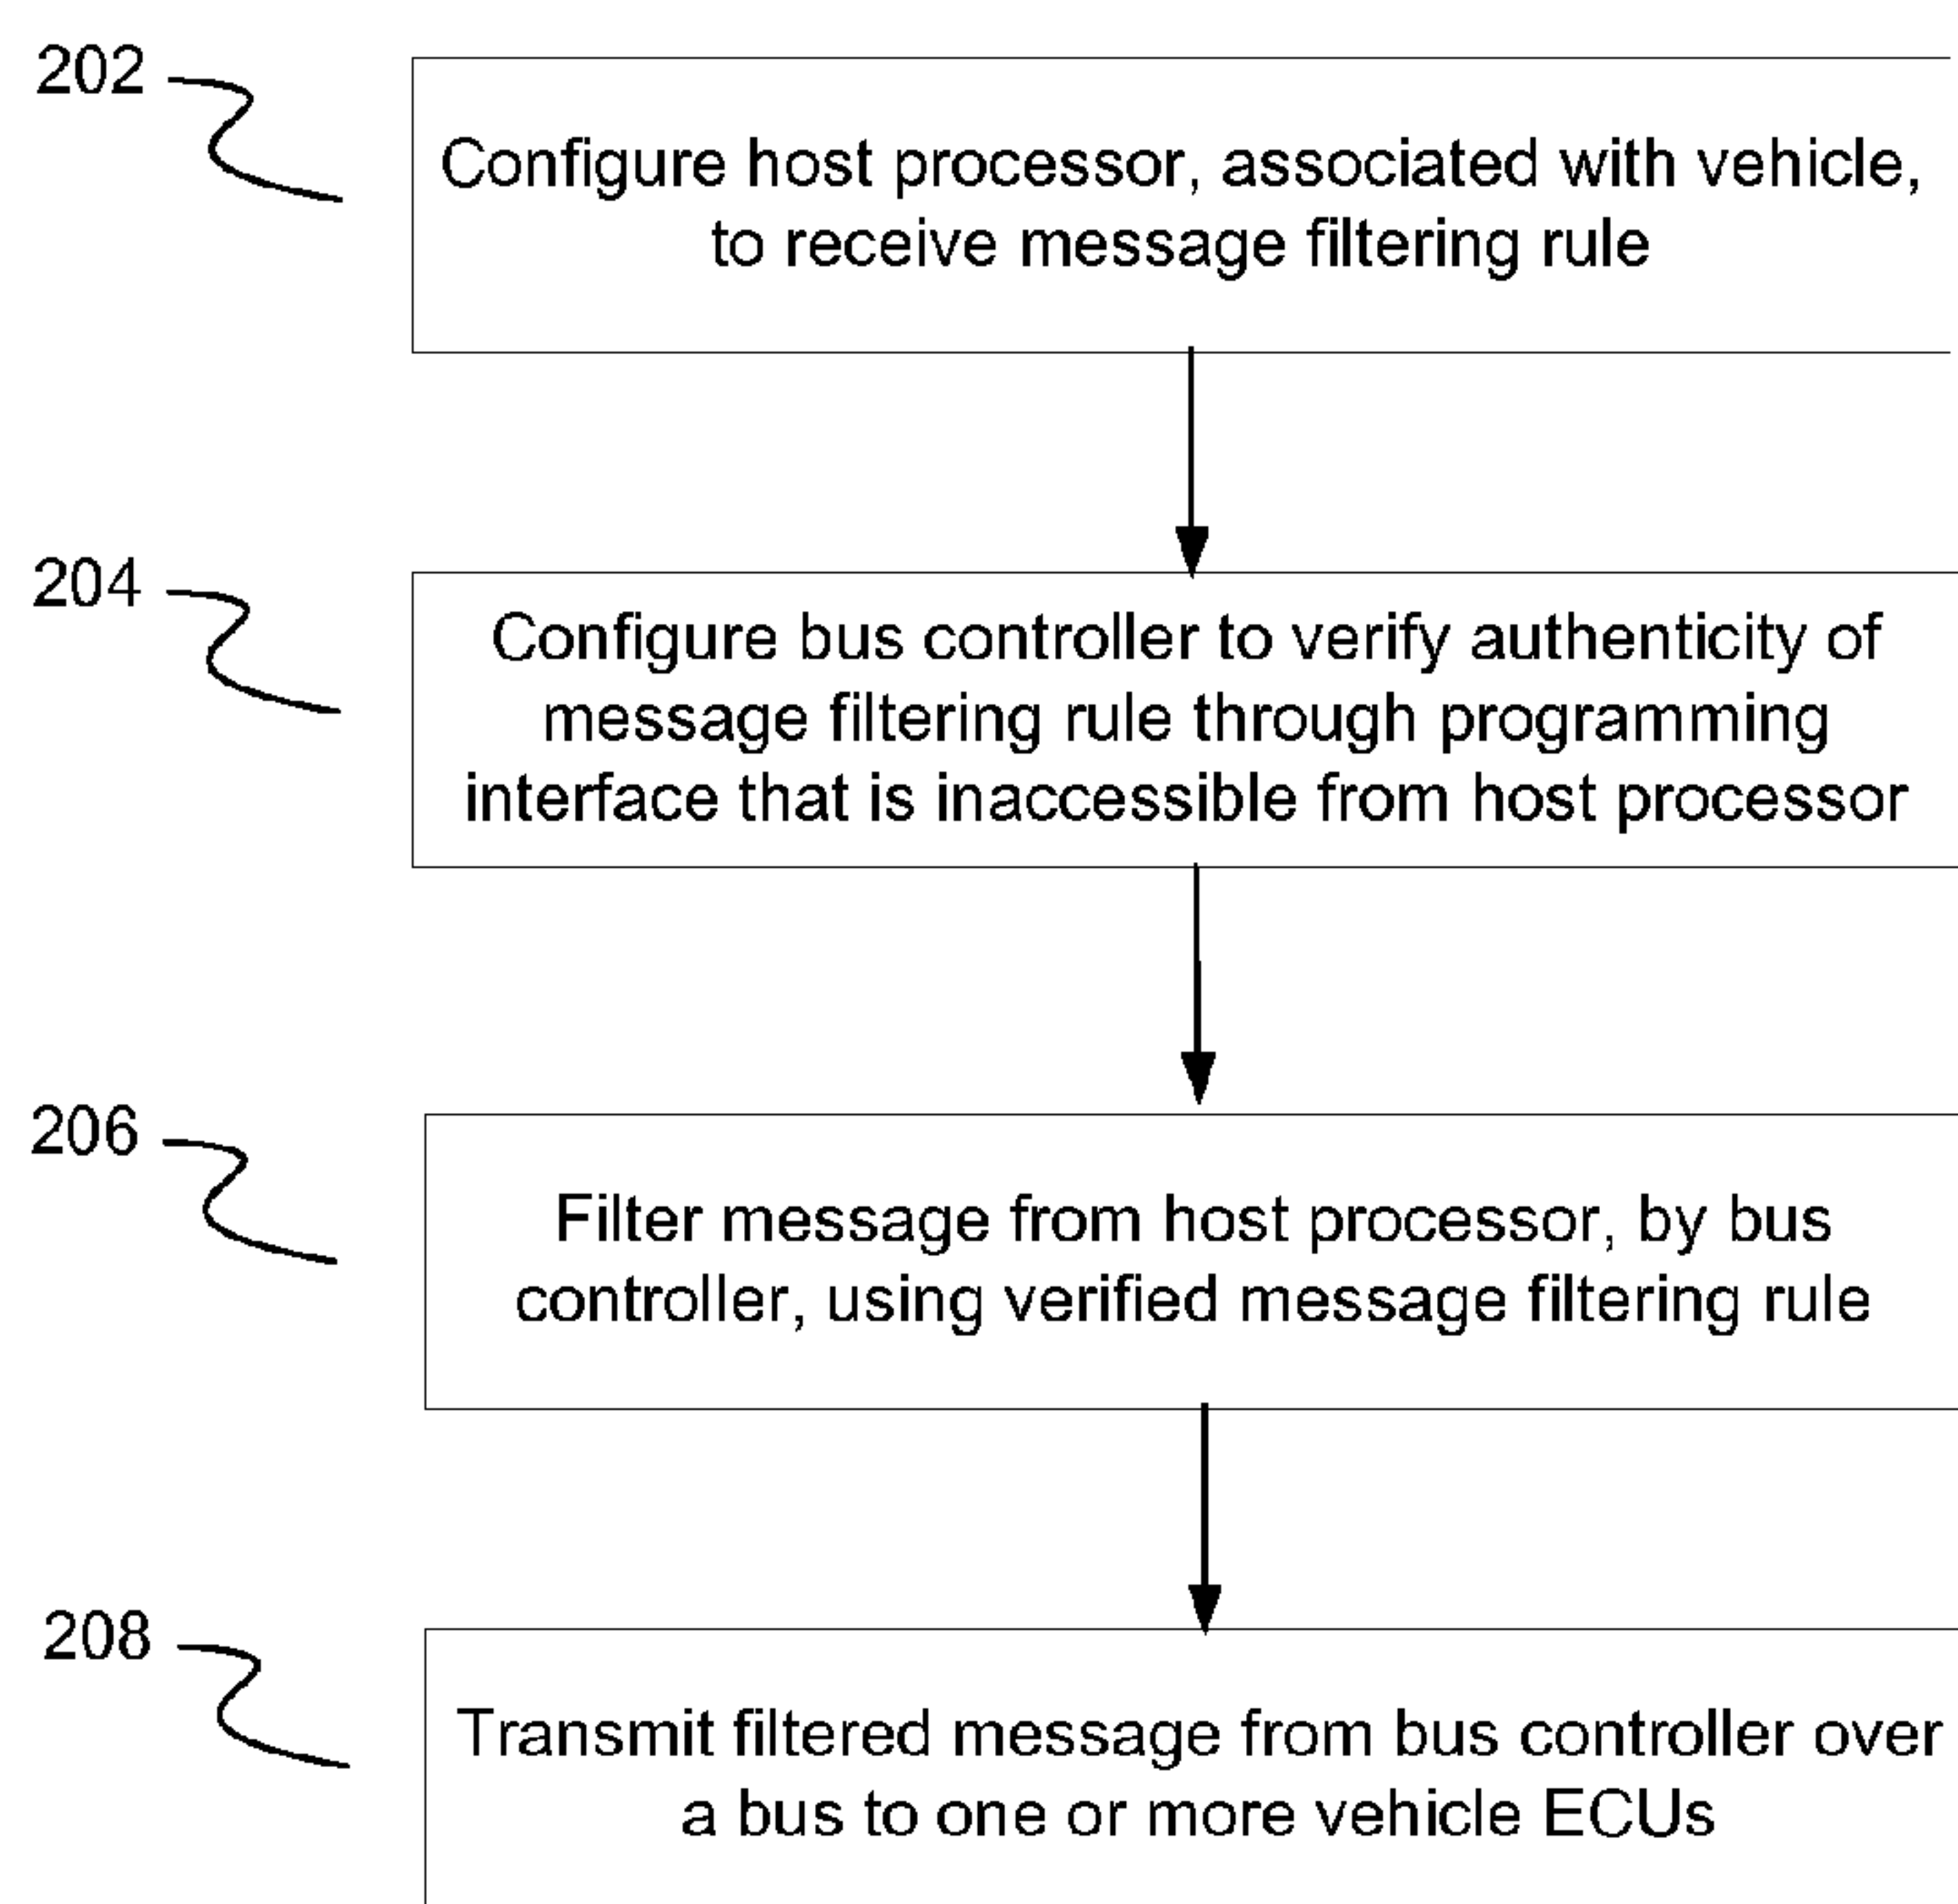 202
Configure host processor, associated with vehicle,
to receive message filtering rule
204
Configure bus controller to verify authenticity of
message filtering rule through programming
interface that is inaccessible from host processor
206
Filter message from host processor, by bus
controller, using verified message filtering rule
208
Transmit filtered message from bus controller over
a bus to one or more vehicle ECUs